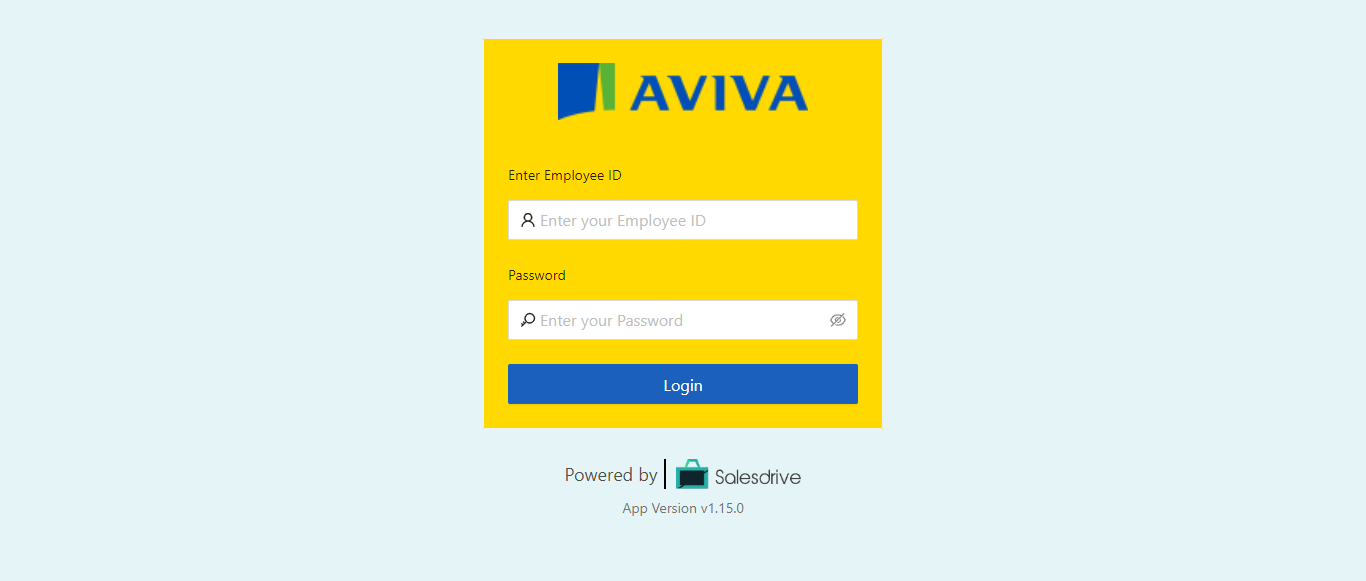 AVIVA
Enter Employee ID
Enter your Employee ID
Password
Enter your Password
Login
Powered by Salesdrive
App Version v1.15.0